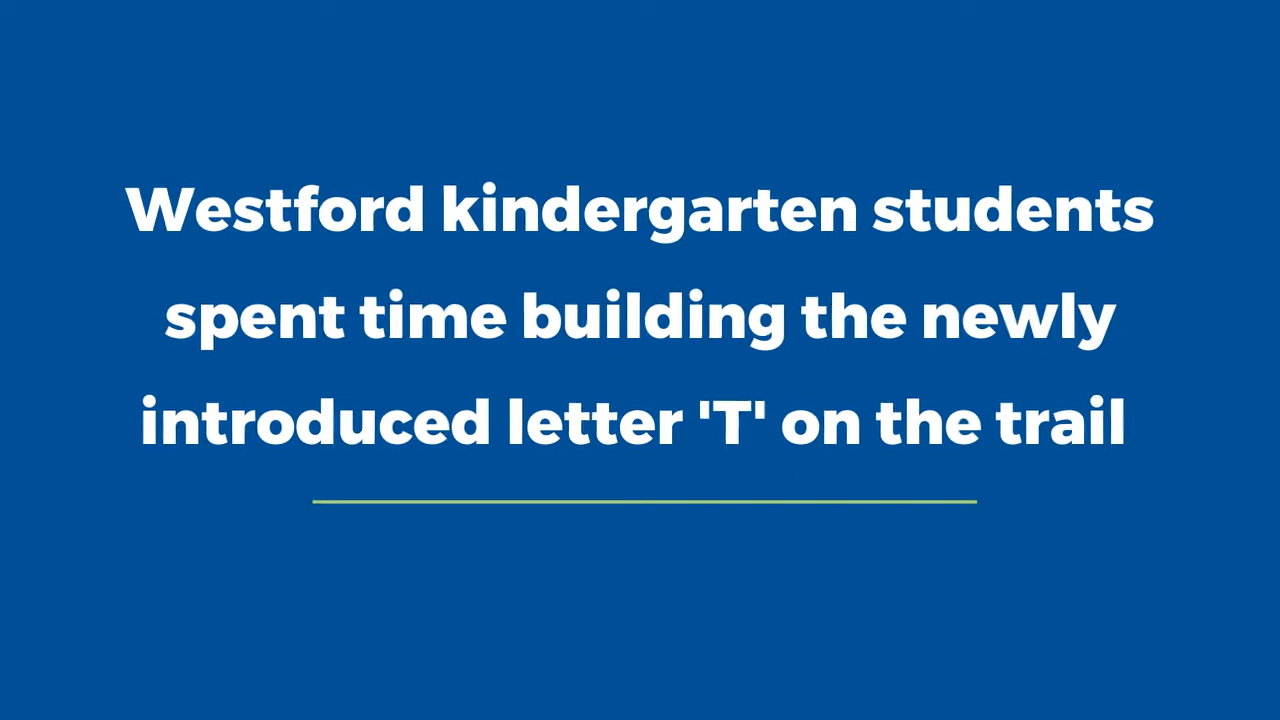 Westford kindergarten students
spent time building the newly
introduced letter 'T' on the trail